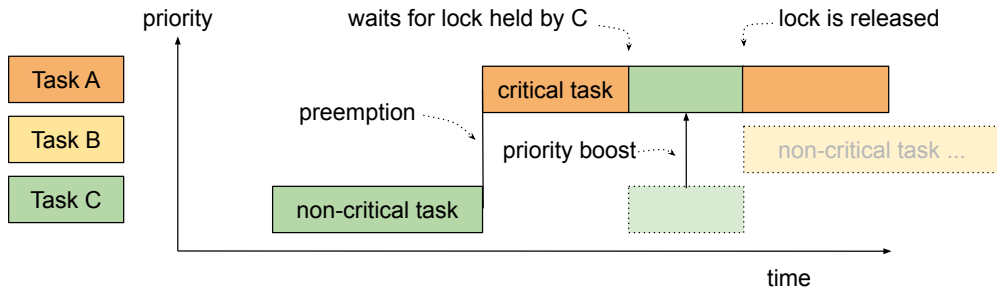 priority
waits for lock held by C
lock is released
Task A
critical task
preemption
Task B
priority boost
non-critical task ...
Task C
non-critical task
time